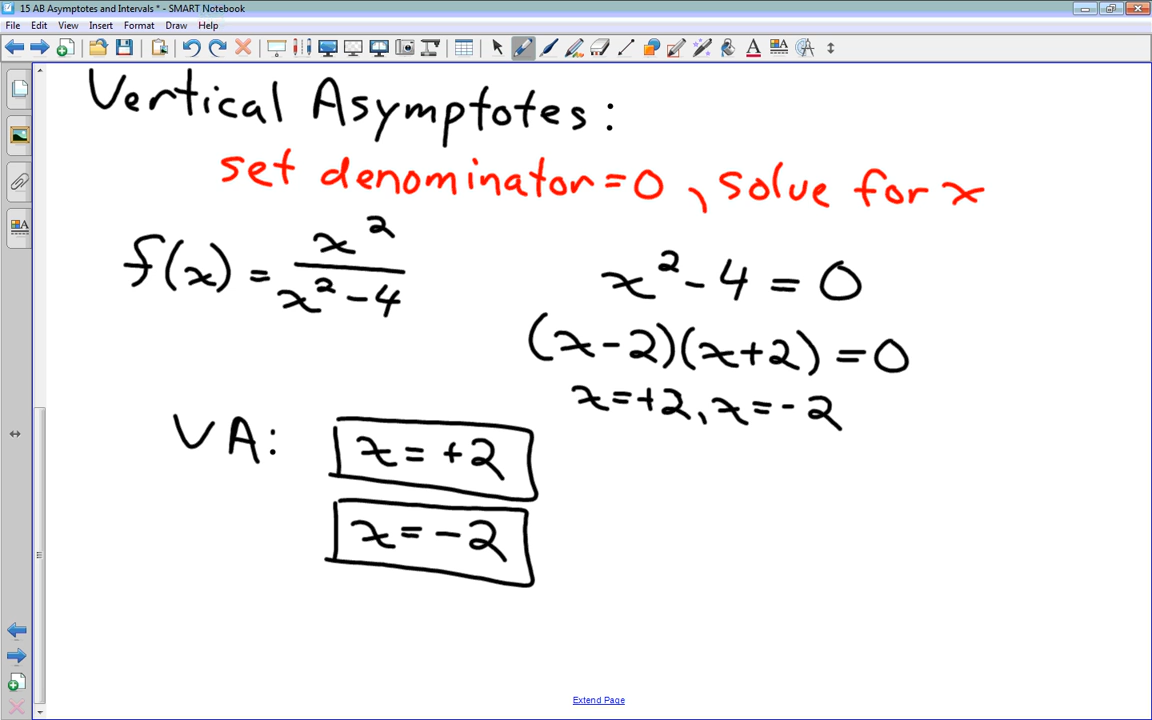 15 AB Asymptotes and Intervals * - SMART Notebook
File Edit View Insert Format Draw Help
Vertical Asymptotes:
set denominator=0, solve for x
f(x) = x² / (x² - 4)
x² - 4 = 0
(x-2)(x+2) = 0
x=+2, x=-2
VA:
x = +2
x = -2
Extend Page